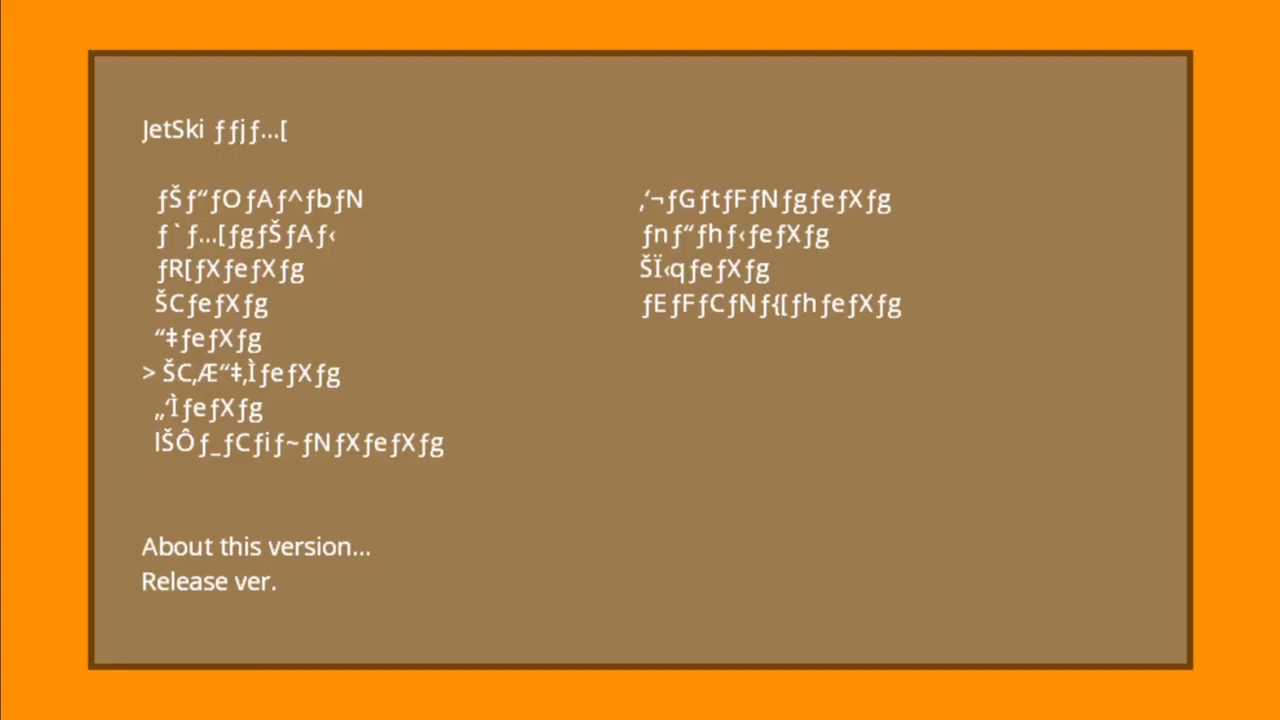 JetSki ƒƒjƒ…[
ƒŠƒ“ƒOƒAƒ^ƒbƒN
ƒ`ƒ…[ƒgƒŠƒAƒ‹
ƒR[ƒXƒeƒXƒg
ŠCƒeƒXƒg
“‡ƒeƒXƒg
> ŠC‚Æ“‡‚ÌƒeƒXƒg
„‘ÌƒeƒXƒg
lŠÔƒ_ƒCƒiƒ~ƒNƒXƒeƒXƒg
‚‘¬ƒGƒtƒFƒNƒgƒeƒXƒg
ƒnƒ“ƒhƒ‹ƒeƒXƒg
ŠÏ‹qƒeƒXƒg
ƒEƒFƒCƒNƒ{[ƒhƒeƒXƒg
About this version...
Release ver.